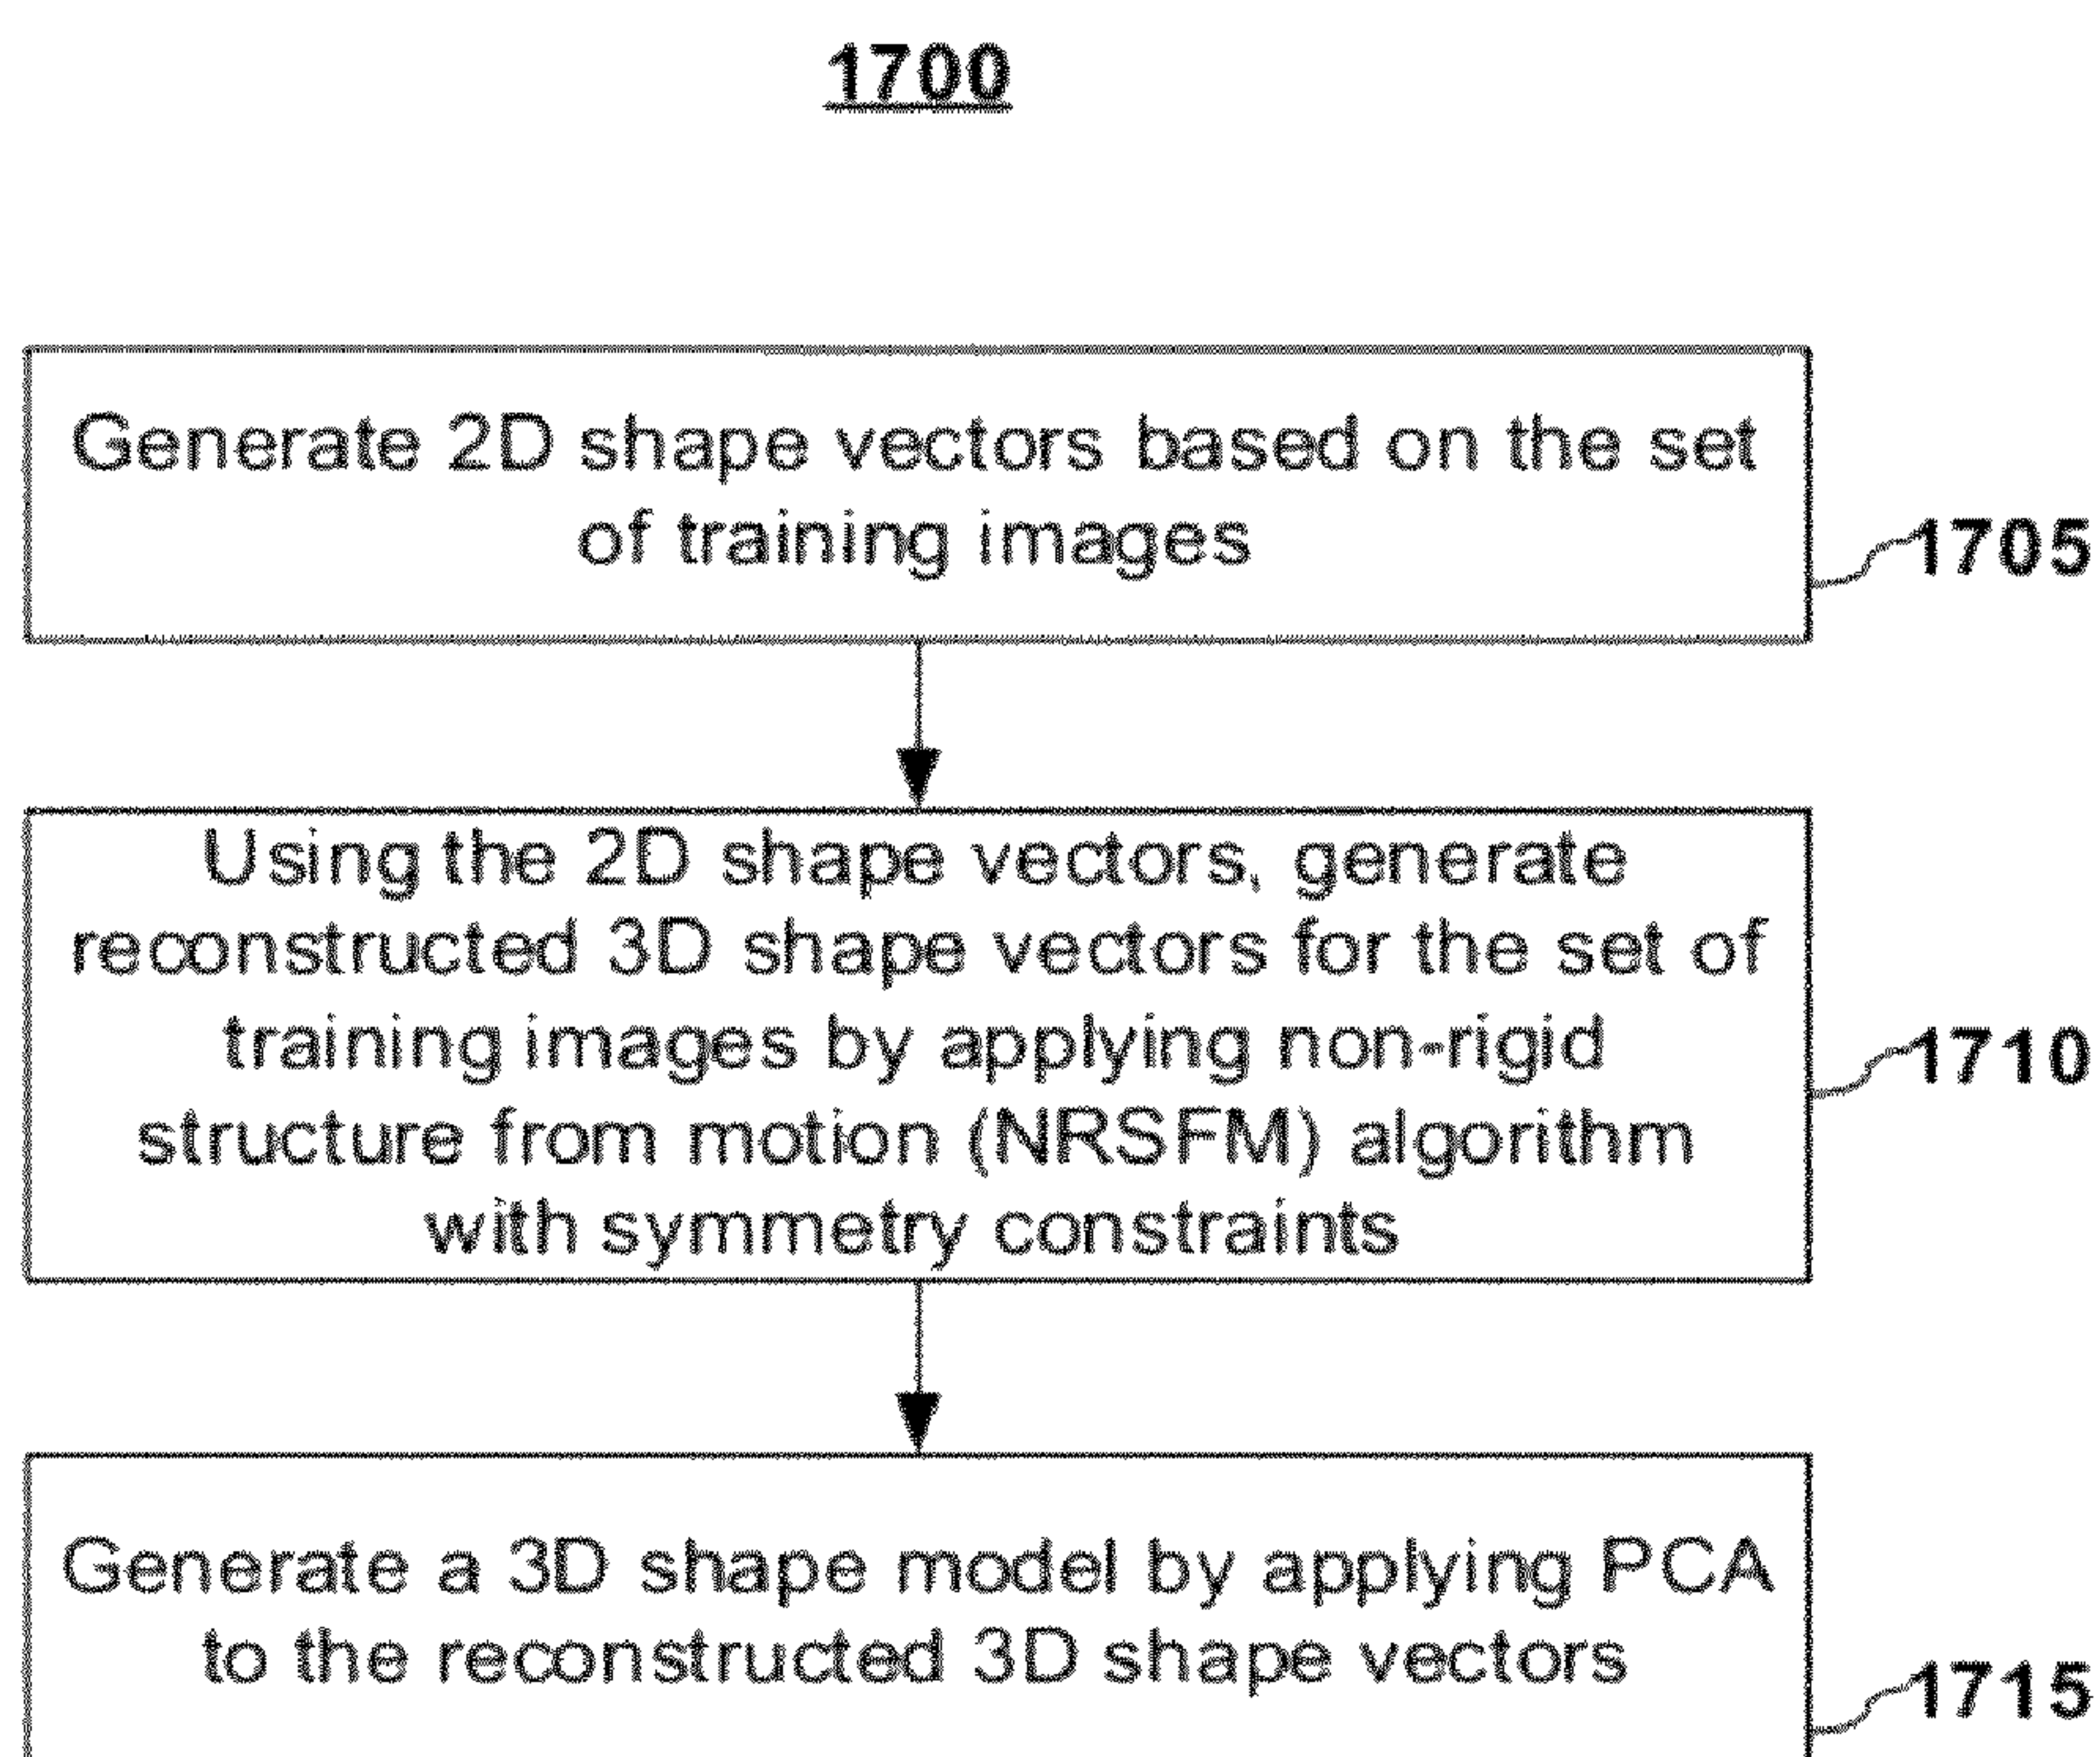 1700
Generate 2D shape vectors based on the set
of training images
1705
Using the 2D shape vectors, generate
reconstructed 3D shape vectors for the set of
training images by applying non-rigid
structure from motion (NRSFM) algorithm
with symmetry constraints
1710
Generate a 3D shape model by applying PCA
to the reconstructed 3D shape vectors
1715